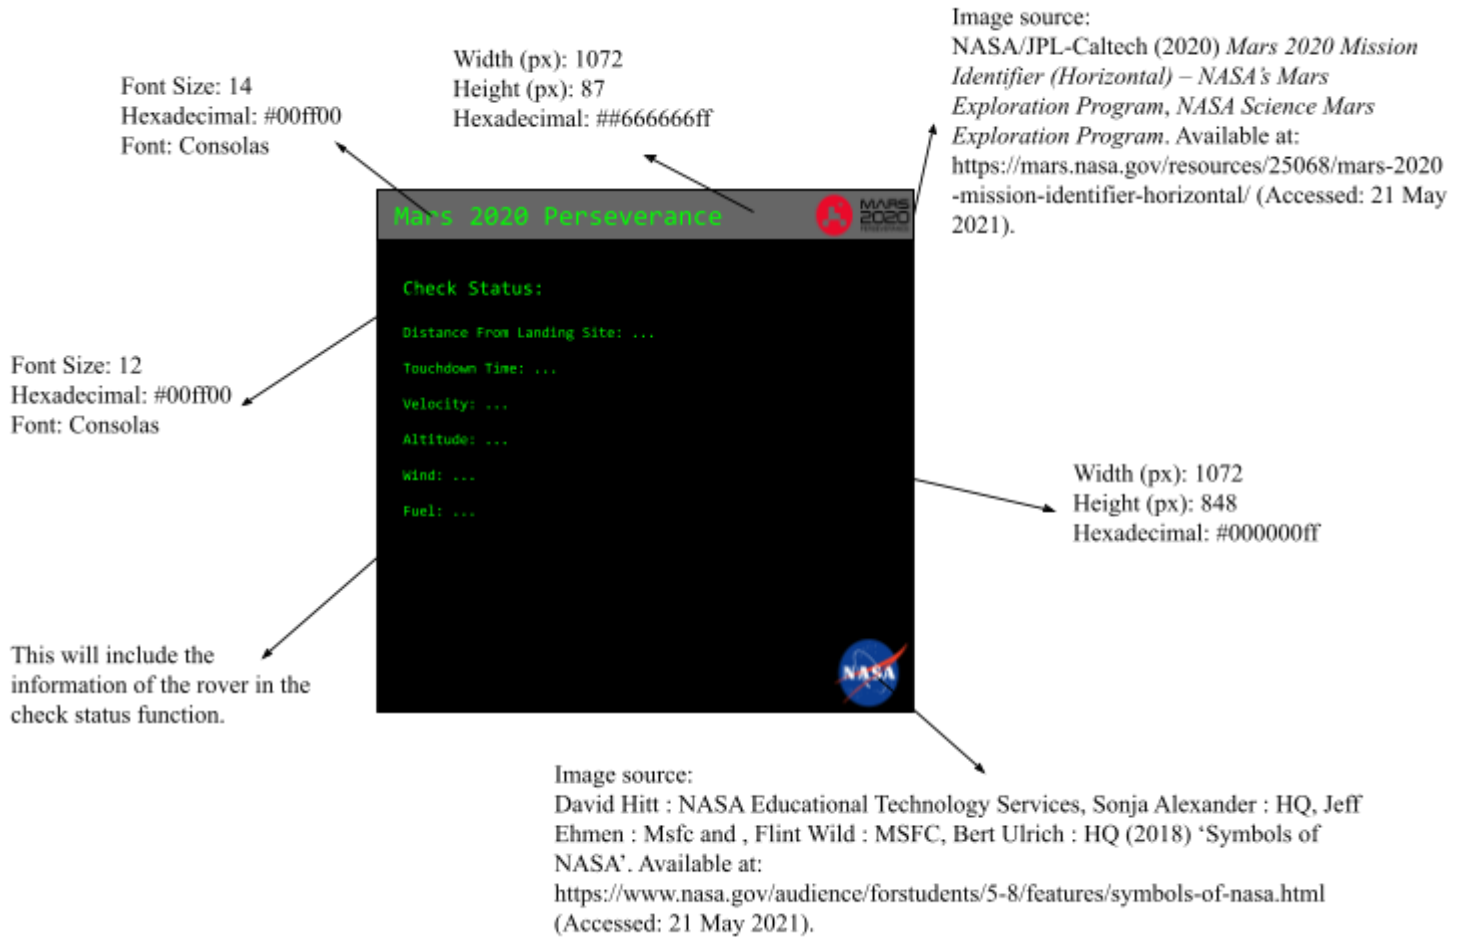 Image source:
NASA/JPL-Caltech (2020) Mars 2020 Mission
Identifier (Horizontal) – NASA's Mars
Exploration Program, NASA Science Mars
Exploration Program. Available at:
https://mars.nasa.gov/resources/25068/mars-2020
-mission-identifier-horizontal/ (Accessed: 21 May
2021).
Width (px): 1072
Height (px): 87
Hexadecimal: ##666666ff
Font Size: 14
Hexadecimal: #00ff00
Font: Consolas
Mars 2020 Perseverance
MARS
2020
PERSEVERANCE
Check Status:
Distance From Landing Site: ...
Touchdown Time: ...
Velocity: ...
Altitude: ...
Wind: ...
Fuel: ...
Font Size: 12
Hexadecimal: #00ff00
Font: Consolas
Width (px): 1072
Height (px): 848
Hexadecimal: #000000ff
This will include the
information of the rover in the
check status function.
NASA
Image source:
David Hitt : NASA Educational Technology Services, Sonja Alexander : HQ, Jeff
Ehmen : Msfc and , Flint Wild : MSFC, Bert Ulrich : HQ (2018) ‘Symbols of
NASA’. Available at:
https://www.nasa.gov/audience/forstudents/5-8/features/symbols-of-nasa.html
(Accessed: 21 May 2021).